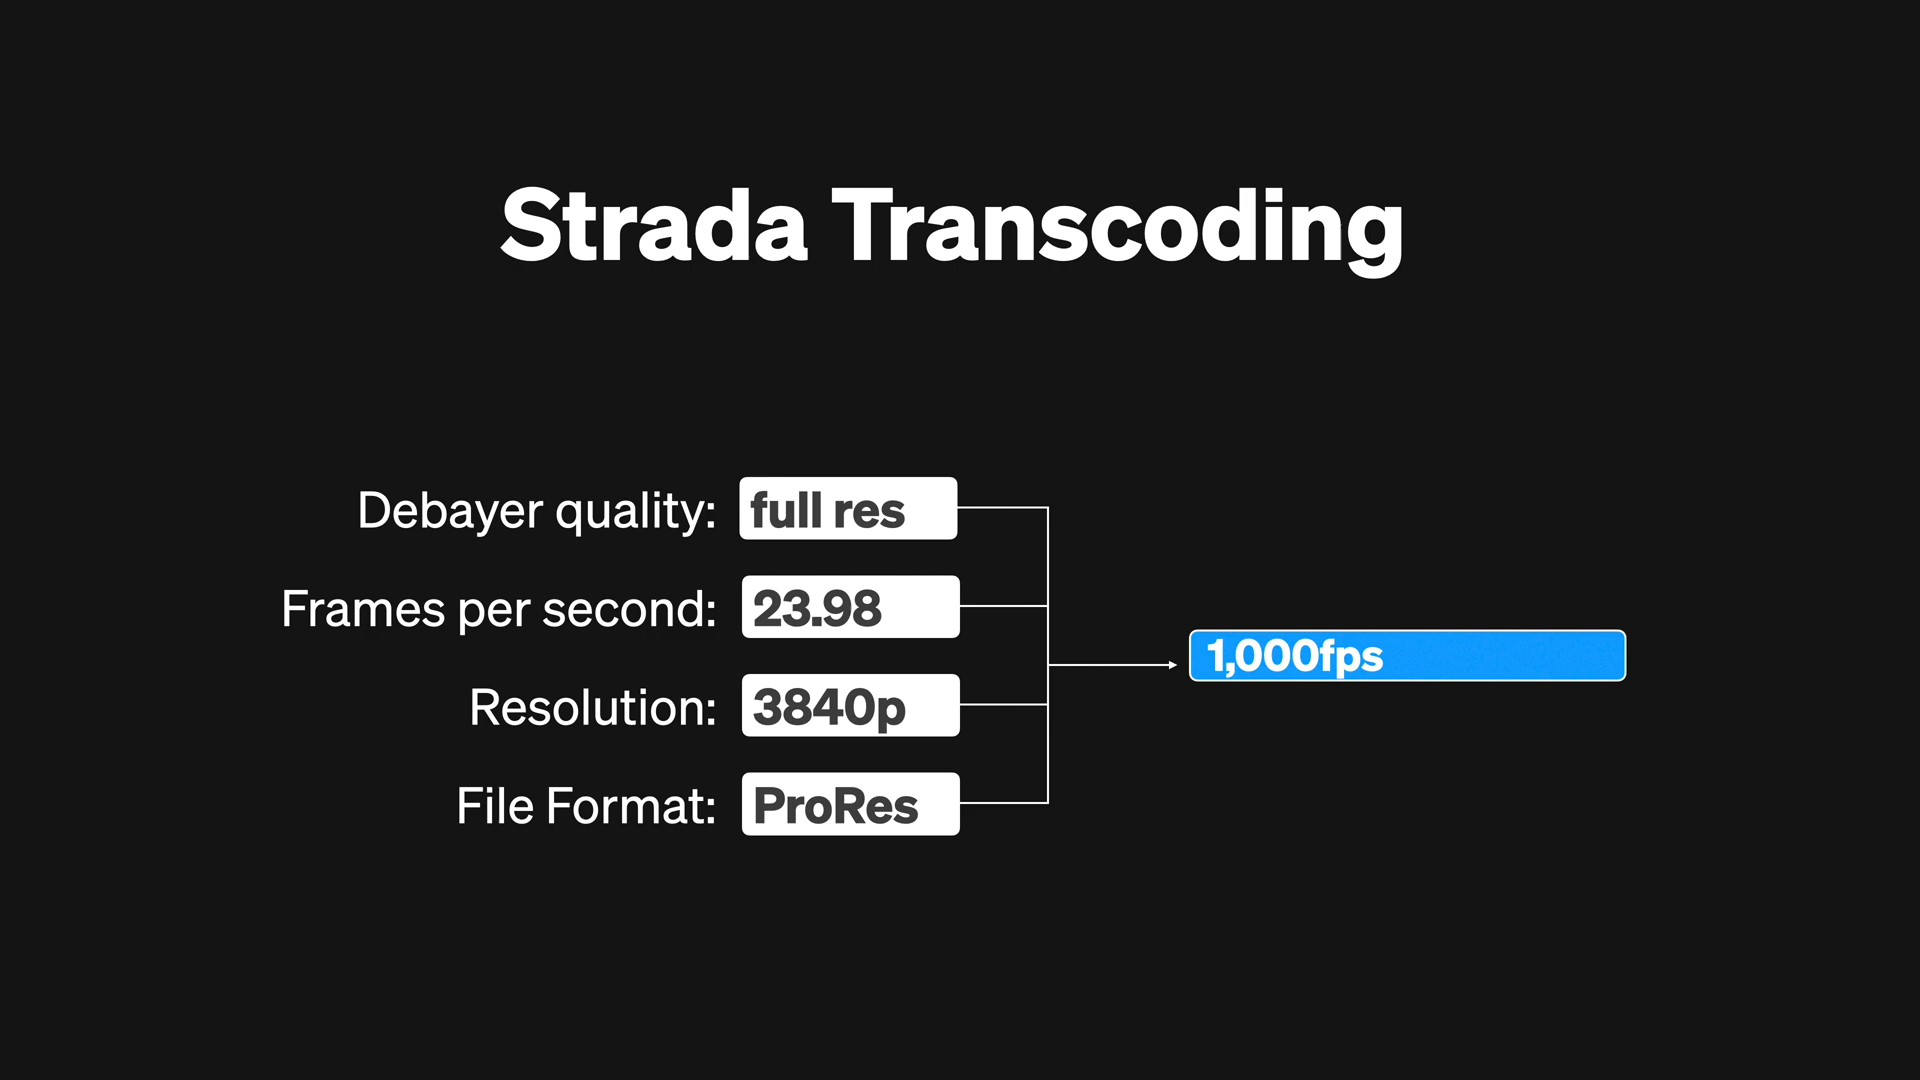 Strada Transcoding
Debayer quality: full res
Frames per second: 23.98
1,000fps
Resolution: 3840p
File Format: ProRes